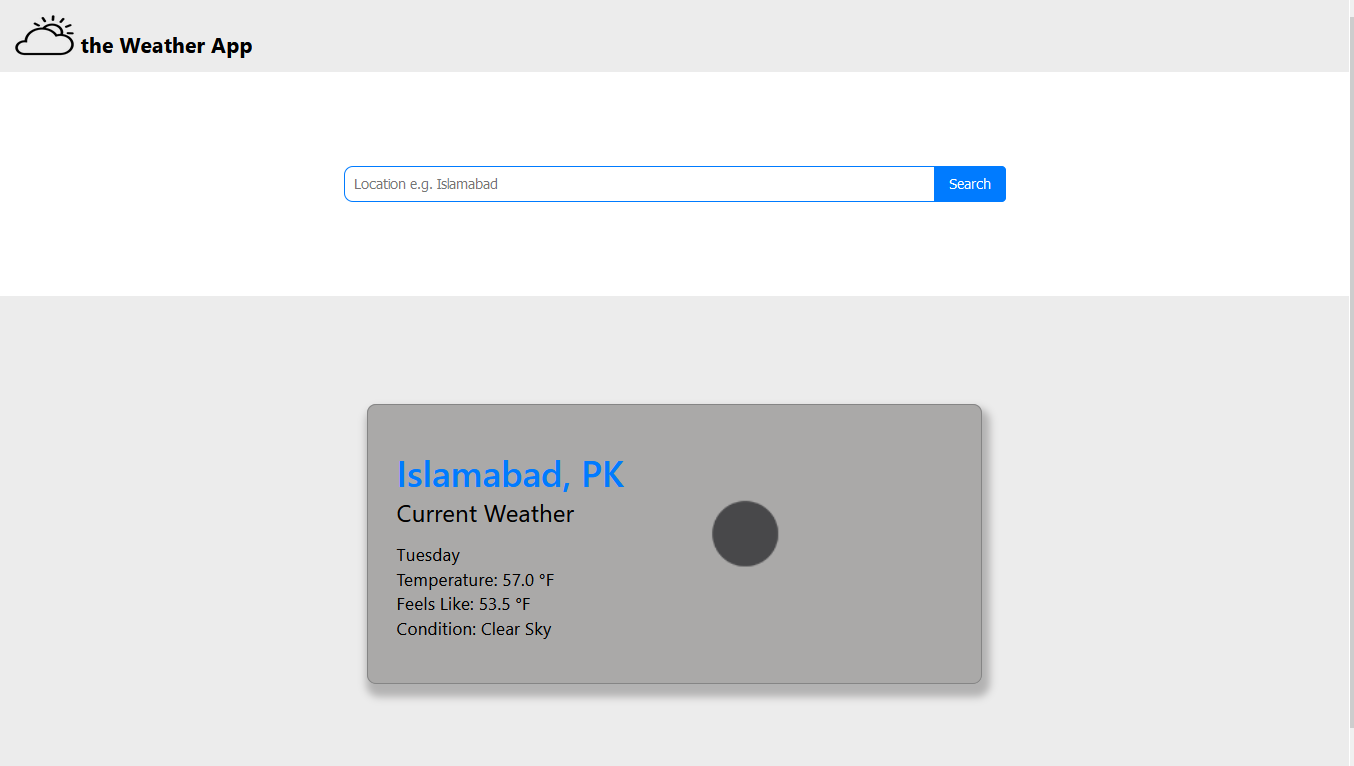 the Weather App
Location e.g. Islamabad
Search
Islamabad, PK
Current Weather
Tuesday
Temperature: 57.0 °F
Feels Like: 53.5 °F
Condition: Clear Sky